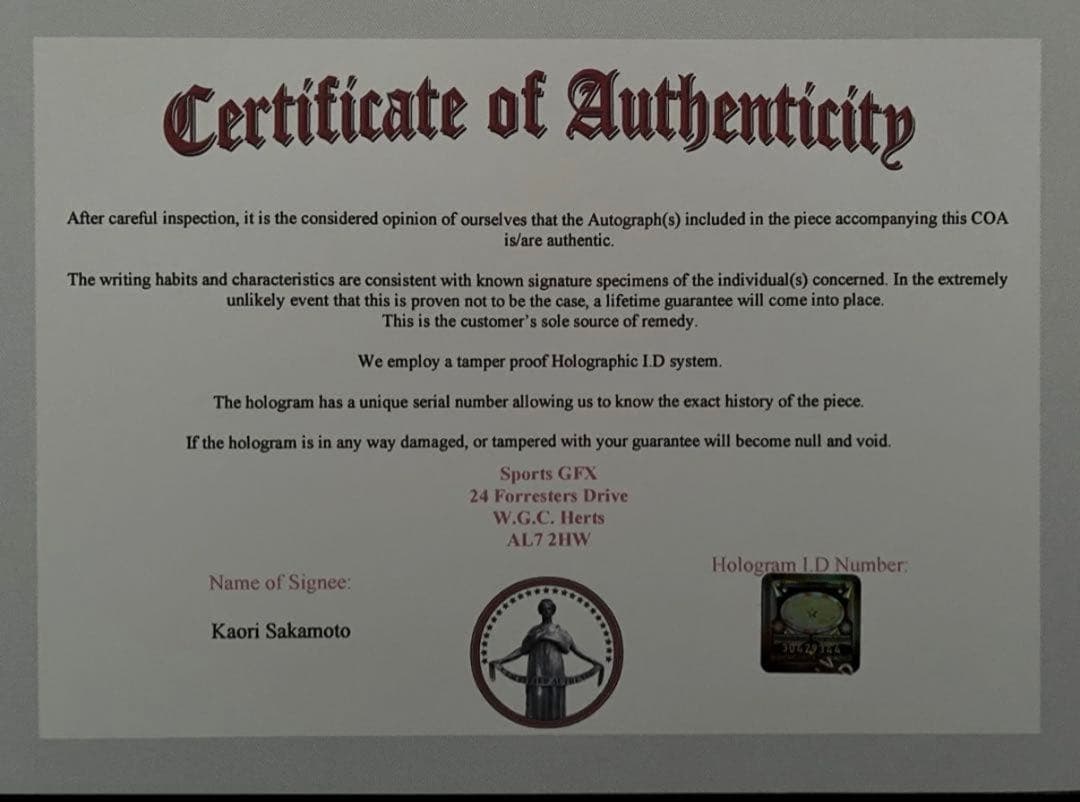 Certificate of Authenticity
After careful inspection, it is the considered opinion of ourselves that the Autograph(s) included in the piece accompanying this COA
is/are authentic.
The writing habits and characteristics are consistent with known signature specimens of the individual(s) concerned. In the extremely
unlikely event that this is proven not to be the case, a lifetime guarantee will come into place.
This is the customer's sole source of remedy.
We employ a tamper proof Holographic I.D system.
The hologram has a unique serial number allowing us to know the exact history of the piece.
If the hologram is in any way damaged, or tampered with your guarantee will become null and void.
Sports GFX
24 Forresters Drive
W.G.C. Herts
AL7 2HW
Hologram I.D Number:
Name of Signee:
Kaori Sakamoto